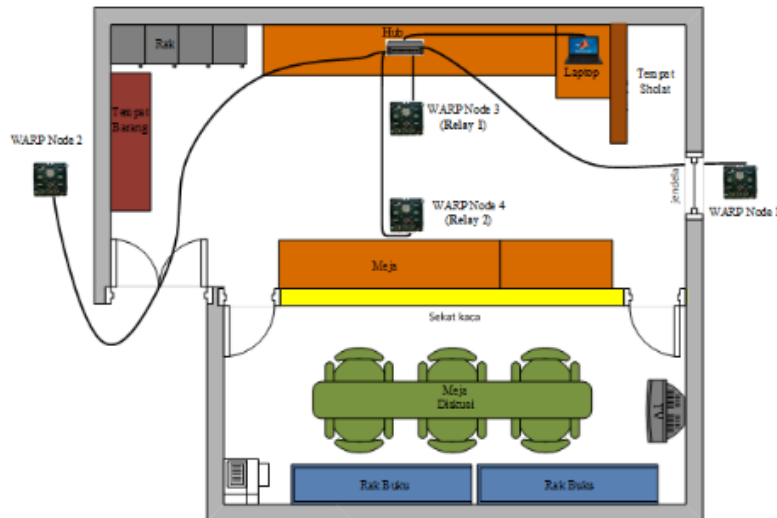 Hub
Rak
Laptop
Tempat
Sholat
Tempat
Barang
WARP Node 3
(Relay 1)
WARP Node 2
WARP Node 4
(Relay 2)
jendela
WARP Node 1
Meja
Sekat kaca
Meja
Diskusi
TV
Rak Buku
Rak Buku